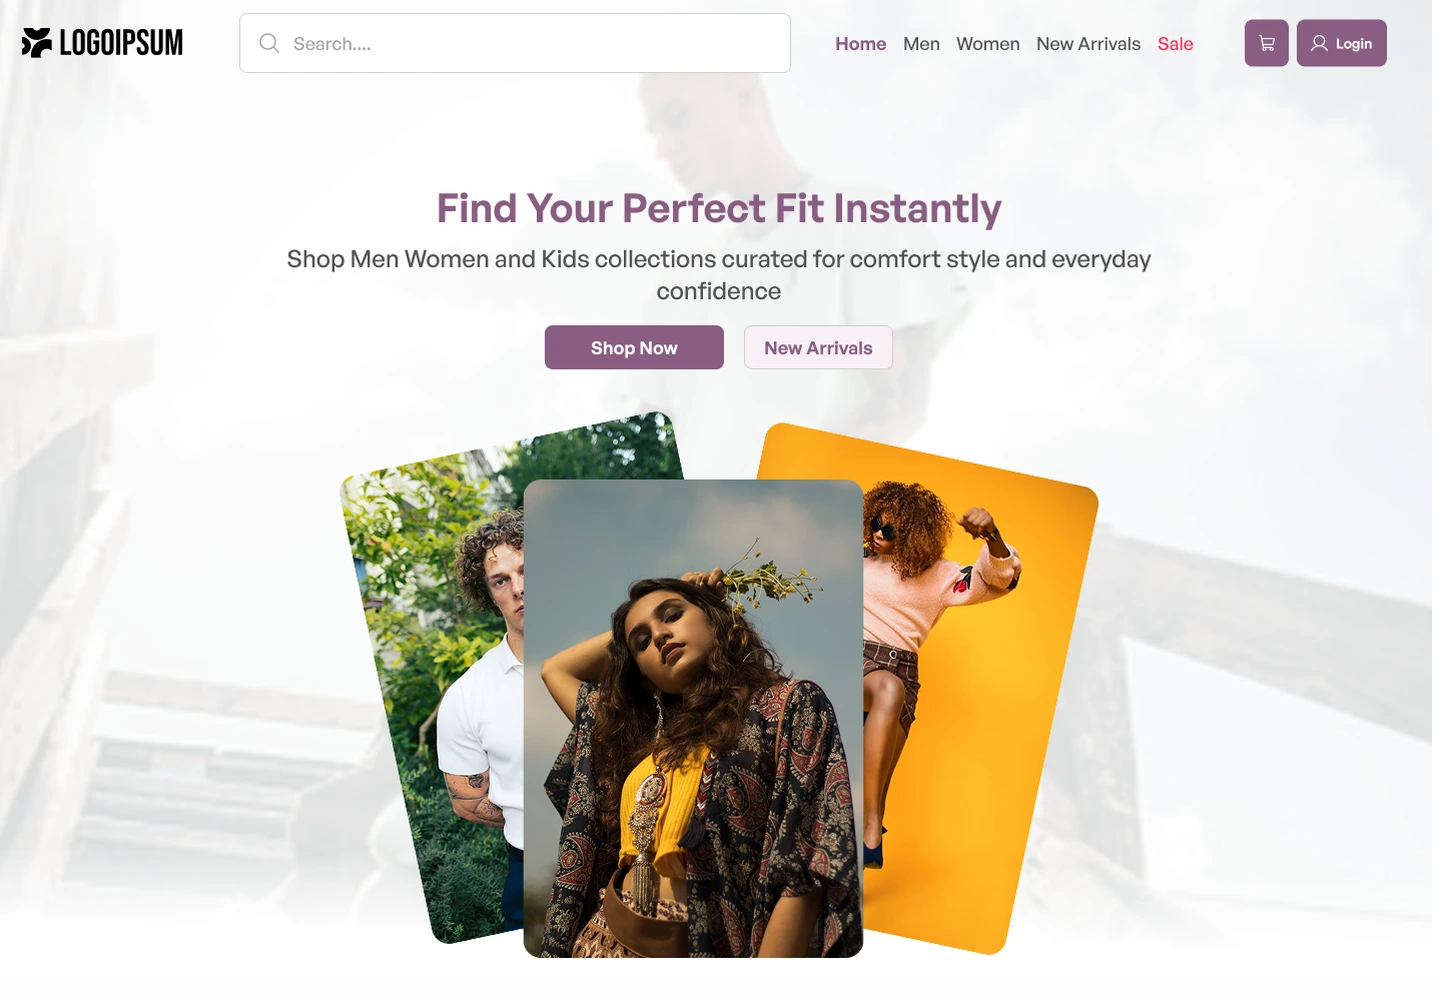 LOGOIPSUM
Search....
Home Men Women New Arrivals Sale
Login
Find Your Perfect Fit Instantly
Shop Men Women and Kids collections curated for comfort style and everyday
confidence
Shop Now
New Arrivals